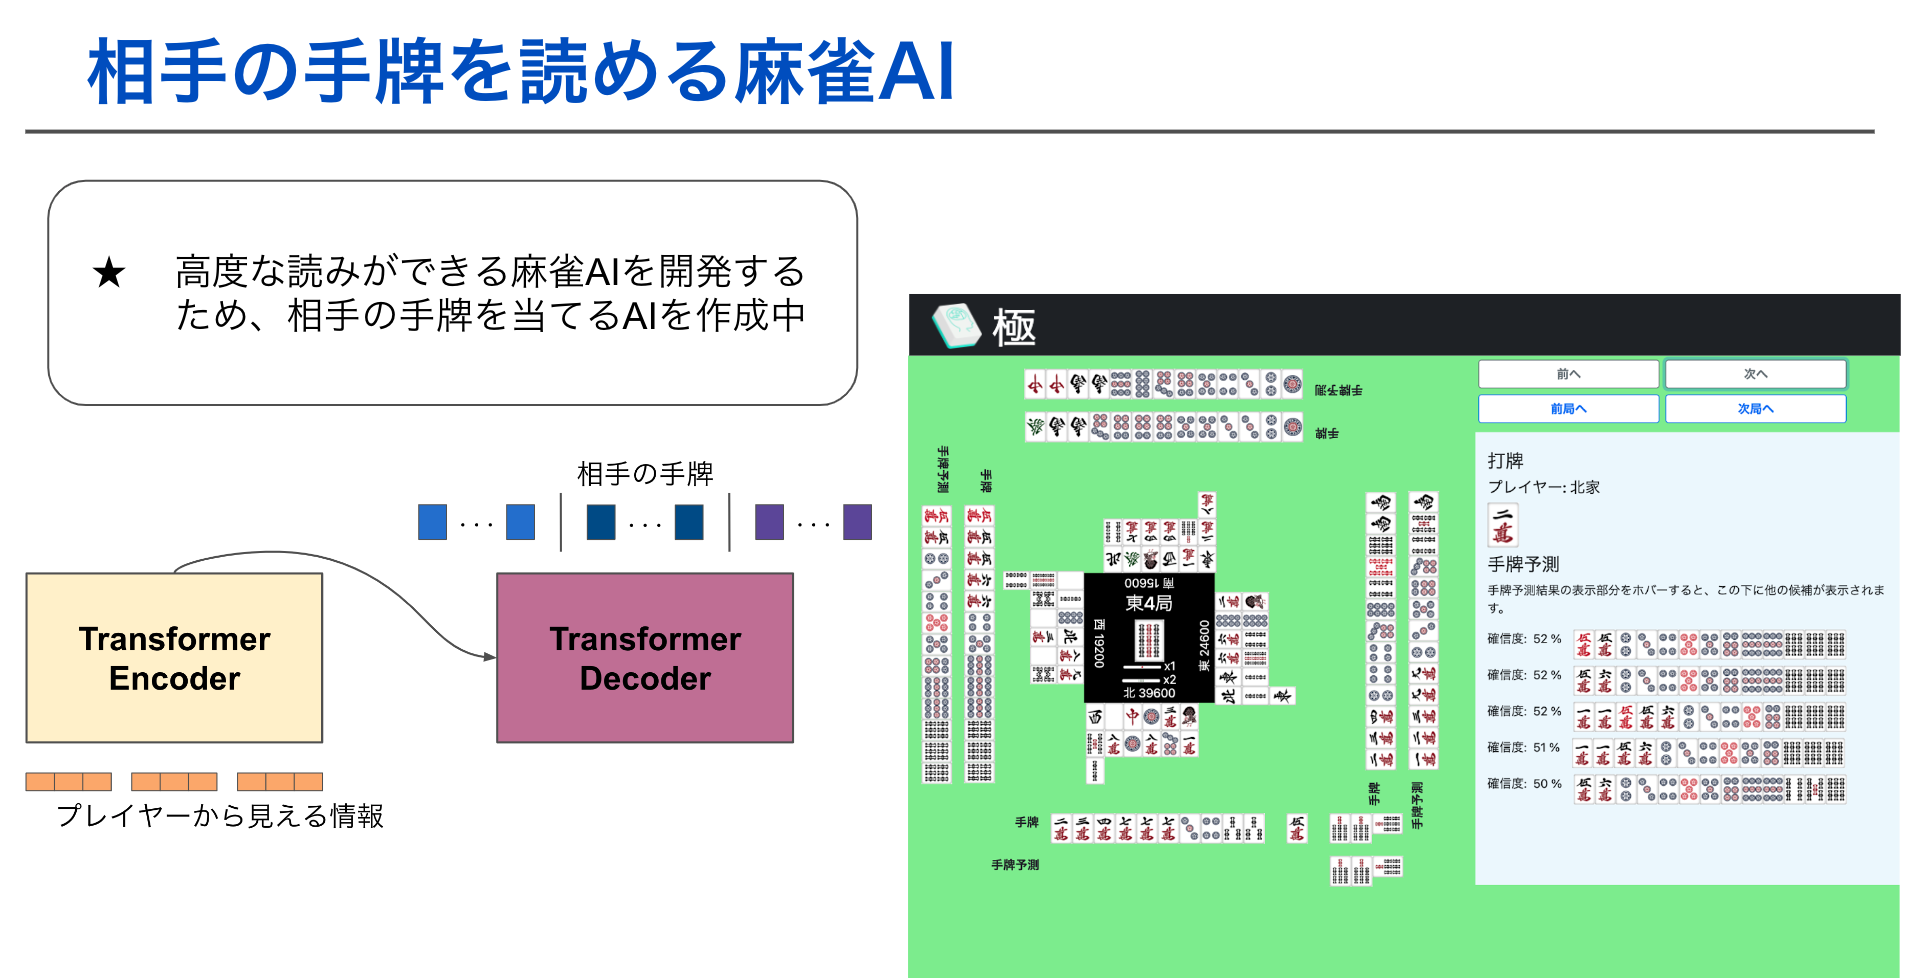 相手の手牌を読める麻雀AI
★ 高度な読みができる麻雀AIを開発する
ため、相手の手牌を当てるAIを作成中
相手の手牌
Transformer
Encoder
Transformer
Decoder
プレイヤーから見える情報
極
手牌予測
手牌
手牌予測
手牌
南 15600
東4局
西 19200
東 24600
x1
x2
北 39600
手牌
手牌予測
手牌
手牌予測
前へ
次へ
前局へ
次局へ
打牌
プレイヤー: 北家
二萬
手牌予測
手牌予測結果の表示部分をホバーすると、この下に他の候補が表示されま
す。
確信度: 52 %
確信度: 52 %
確信度: 52 %
確信度: 51 %
確信度: 50 %